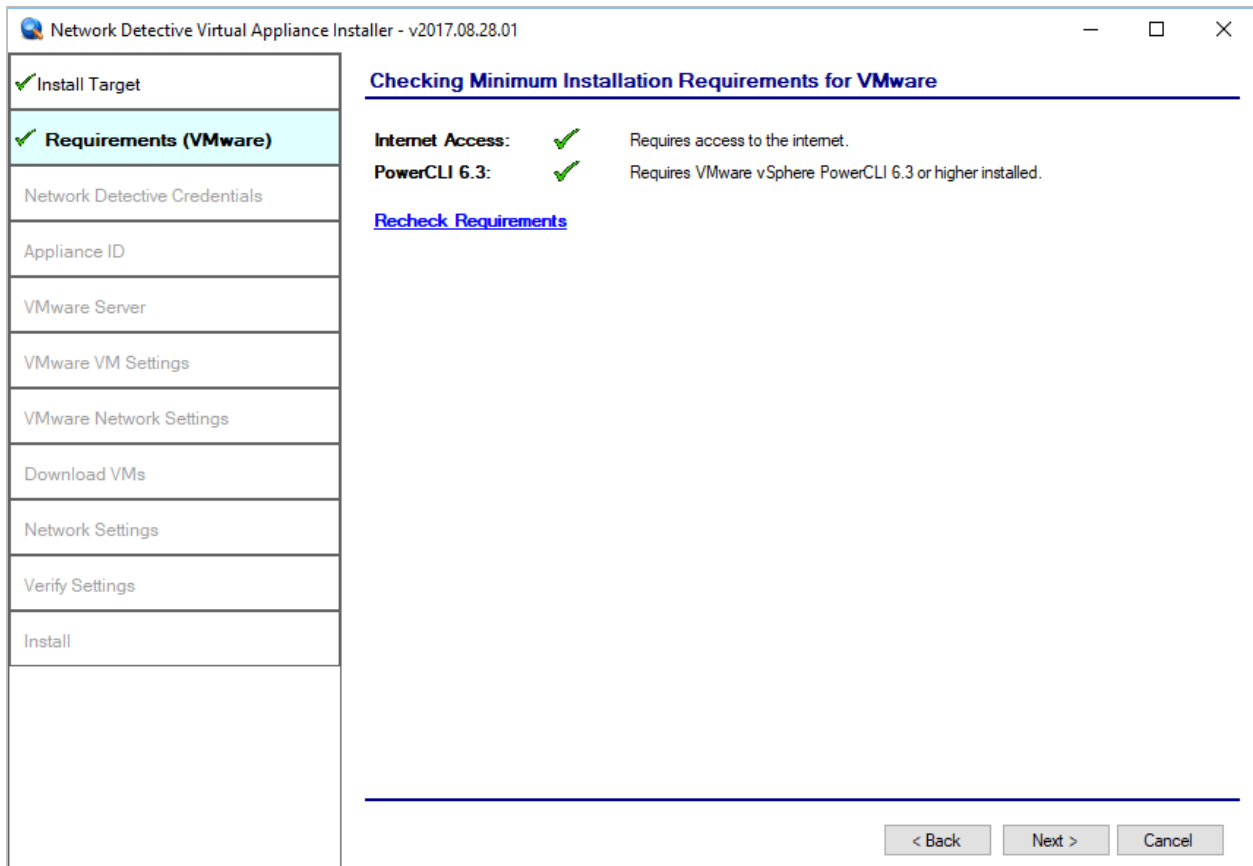 Network Detective Virtual Appliance Installer - v2017.08.28.01
Install Target
Requirements (VMware)
Network Detective Credentials
Appliance ID
VMware Server
VMware VM Settings
VMware Network Settings
Download VMs
Network Settings
Verify Settings
Install
Checking Minimum Installation Requirements for VMware
Internet Access: Requires access to the internet.
PowerCLI 6.3: Requires VMware vSphere PowerCLI 6.3 or higher installed.
Recheck Requirements
< Back Next > Cancel